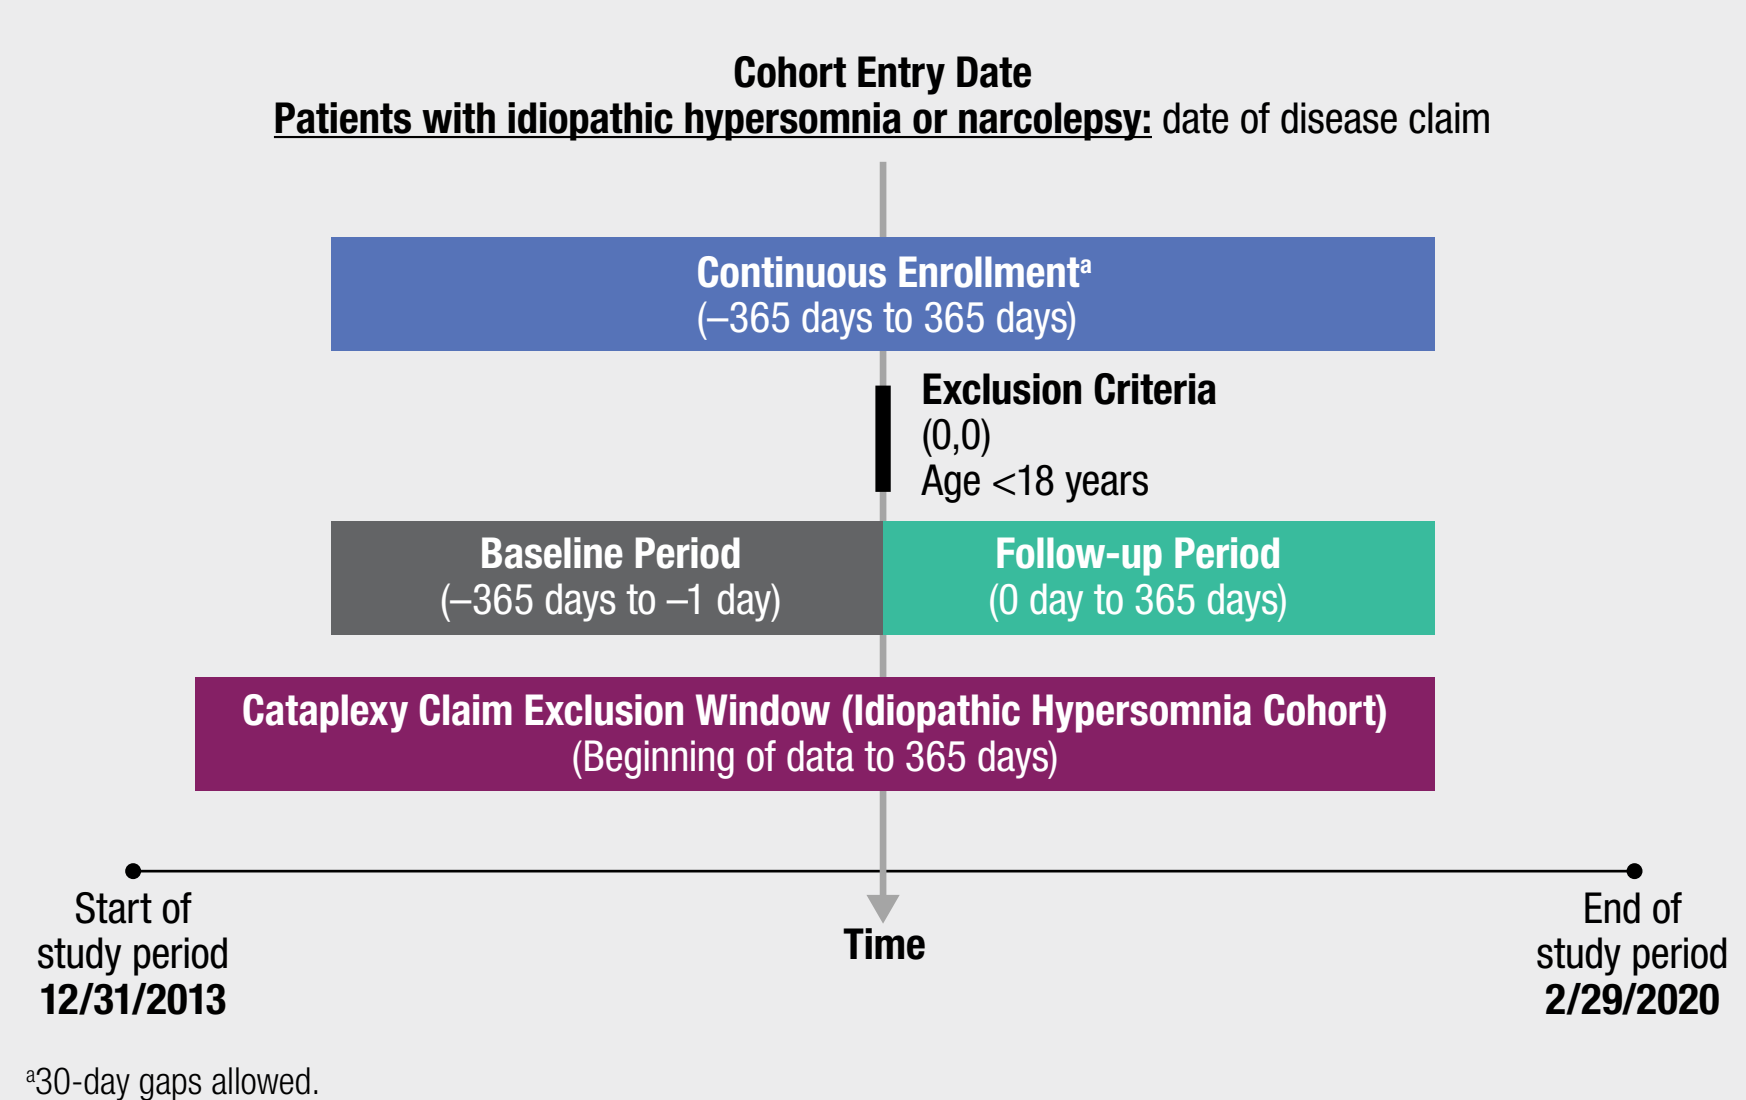 Cohort Entry Date
Patients with idiopathic hypersomnia or narcolepsy: date of disease claim
Continuous Enrollmentᵃ
(–365 days to 365 days)
Exclusion Criteria
(0,0)
Age <18 years
Baseline Period
(–365 days to –1 day)
Follow-up Period
(0 day to 365 days)
Cataplexy Claim Exclusion Window (Idiopathic Hypersomnia Cohort)
(Beginning of data to 365 days)
Start of
study period
12/31/2013
Time
End of
study period
2/29/2020
ᵃ30-day gaps allowed.